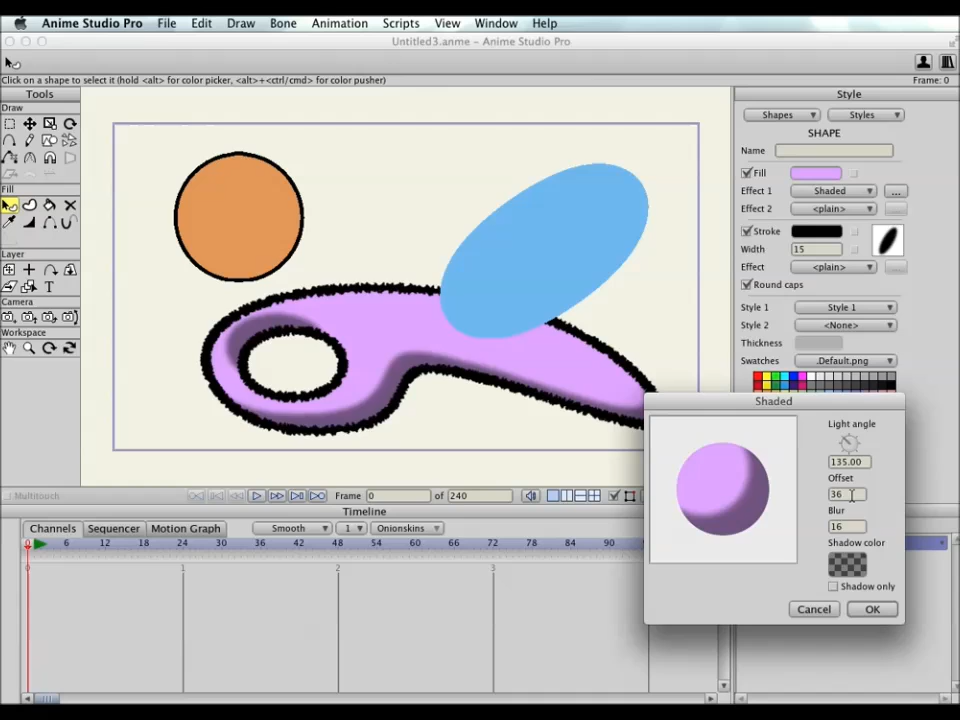 Anime Studio Pro File Edit Draw Bone Animation Scripts View Window Help
Untitled3.anme - Anime Studio Pro
Click on a shape to select it (hold <alt> for color picker, <alt>+<ctrl/cmd> for color pusher)
Frame: 0
Tools
Draw
Fill
Layer
Camera
Workspace
Style
Shapes Styles
SHAPE
Name
Fill
Effect 1 Shaded ...
Effect 2 <plain>
Stroke
Width 15
Effect <plain>
Round caps
Style 1 Style 1
Style 2 <None>
Thickness
Swatches .Default.png
Shaded
Light angle
135.00
Offset
36
Blur
16
Shadow color
Shadow only
Cancel OK
Multitouch
Frame 0 of 240
Timeline
Channels Sequencer Motion Graph Smooth 1 Onionskins
0 6 12 18 24 30 36 42 48 54 60 66 72 78 84 90
0 1 2 3